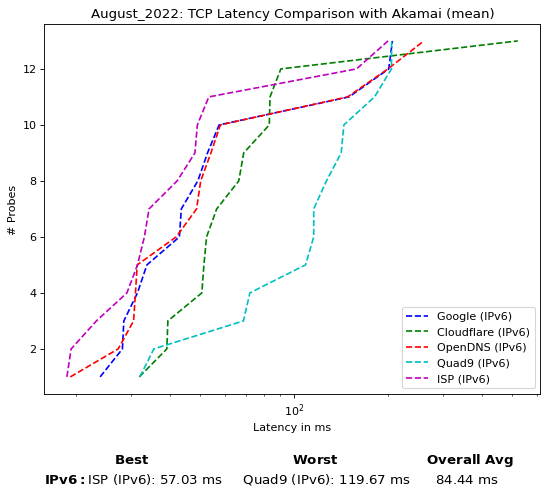 August_2022: TCP Latency Comparison with Akamai (mean)
12
10
8
6
4
2
# Probes
Google (IPv6)
Cloudflare (IPv6)
OpenDNS (IPv6)
Quad9 (IPv6)
ISP (IPv6)
10²
Latency in ms
Best Worst Overall Avg
IPv6: ISP (IPv6): 57.03 ms Quad9 (IPv6): 119.67 ms 84.44 ms